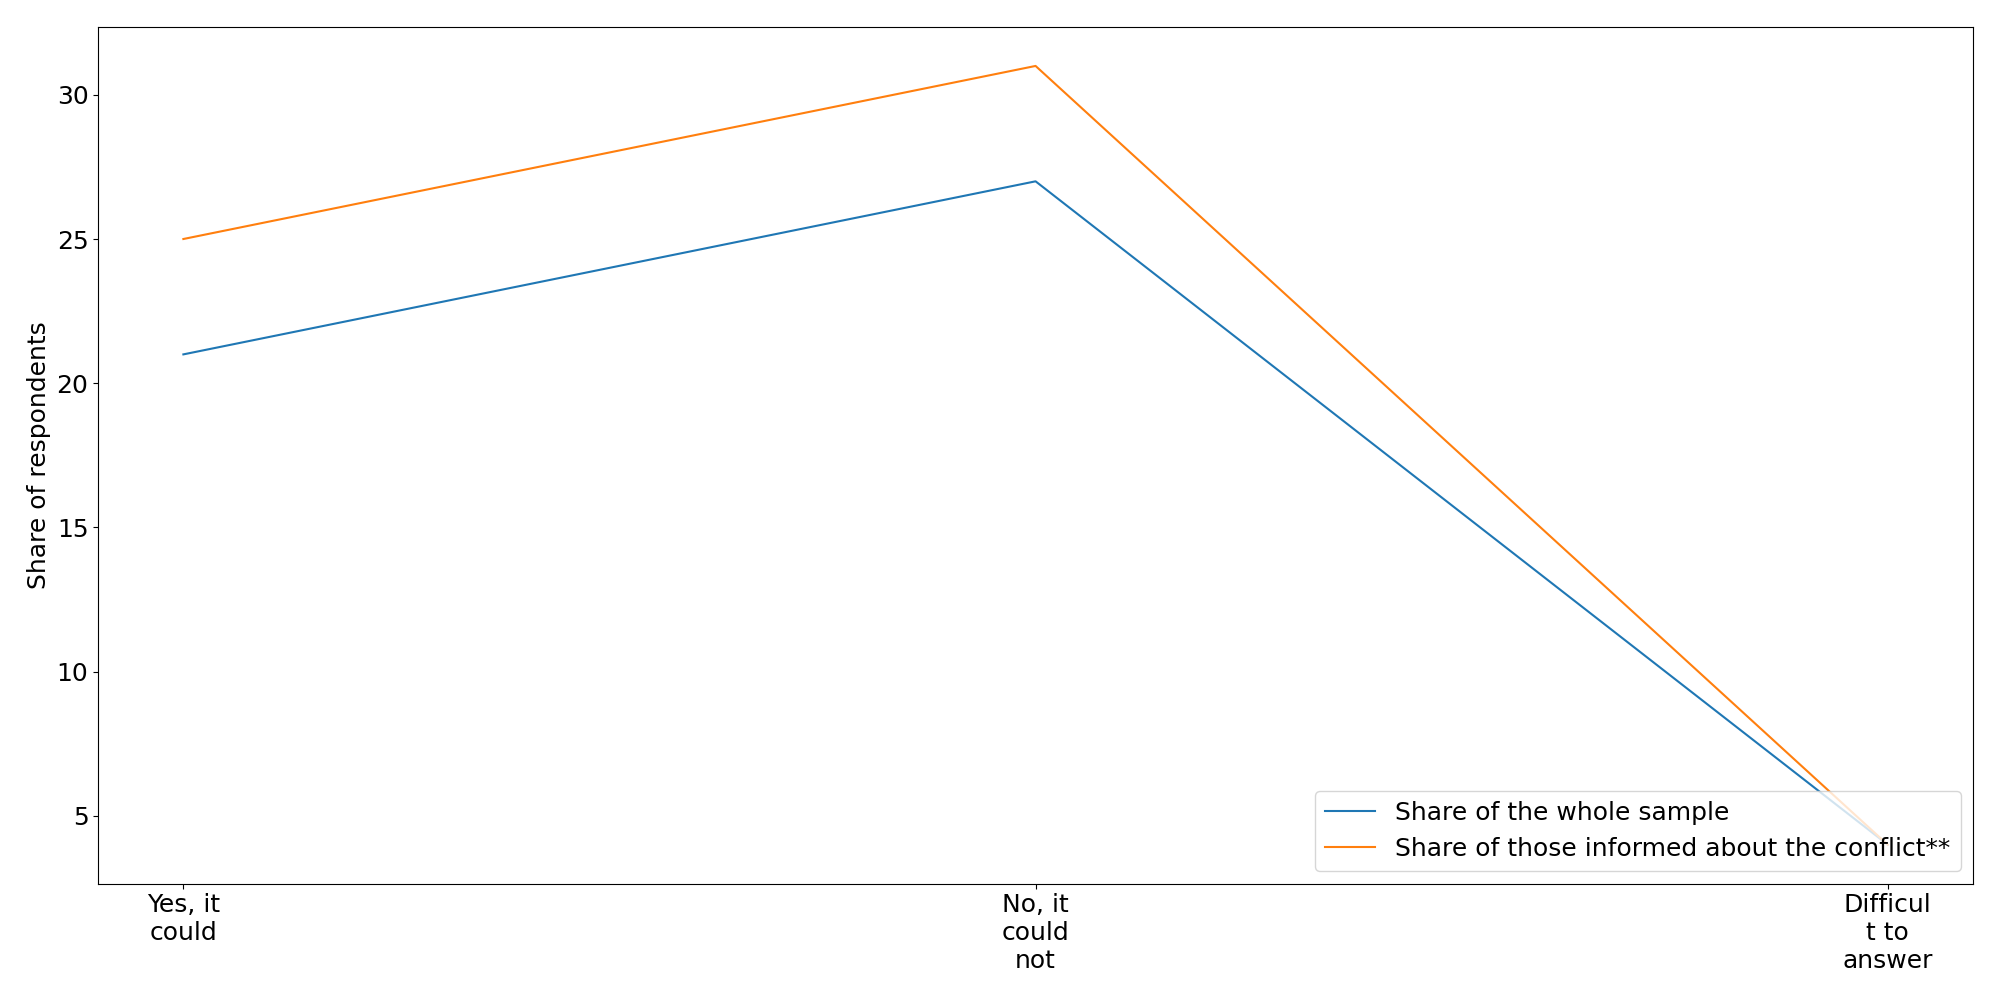 Share of respondents
30
25
20
15
10
5
Share of the whole sample
Share of those informed about the conflict**
Yes, it
could
No, it
could
not
Difficul
t to
answer